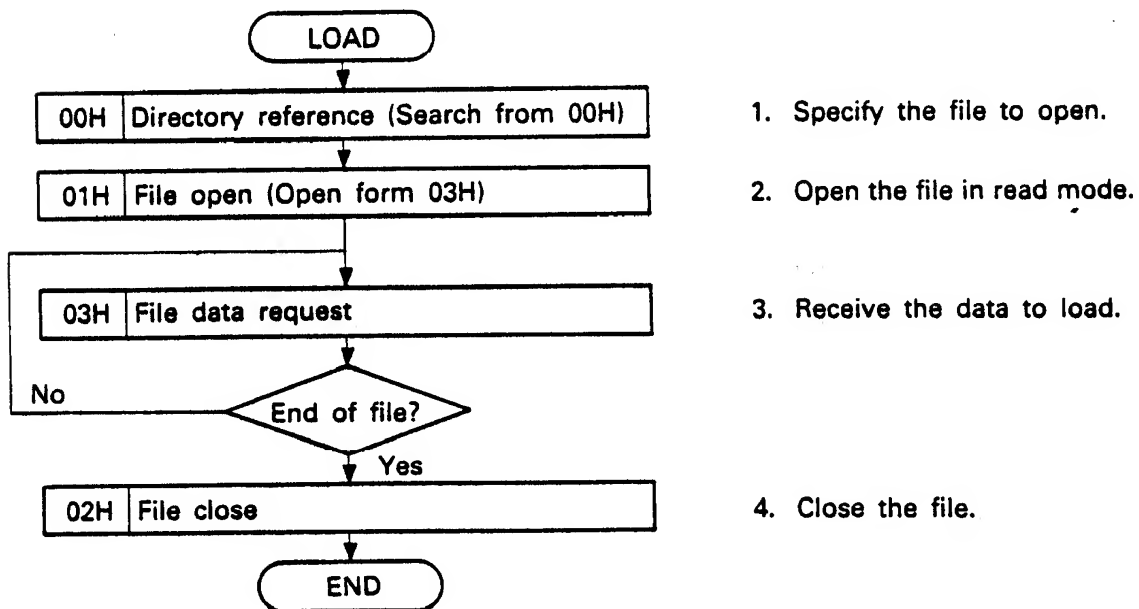 LOAD
00H Directory reference (Search from 00H) 1. Specify the file to open.
01H File open (Open form 03H) 2. Open the file in read mode.
03H File data request 3. Receive the data to load.
No
End of file?
Yes
02H File close 4. Close the file.
END